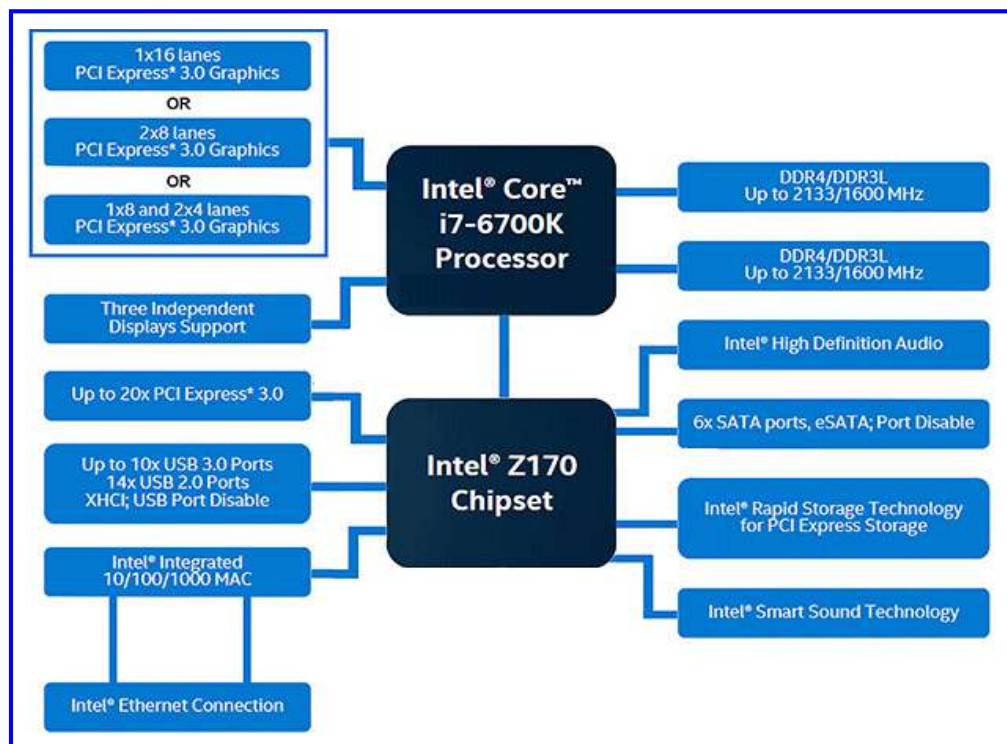 1x16 lanes
PCI Express* 3.0 Graphics
OR
2x8 lanes
PCI Express* 3.0 Graphics
OR
1x8 and 2x4 lanes
PCI Express* 3.0 Graphics
Three Independent
Displays Support
Up to 20x PCI Express* 3.0
Up to 10x USB 3.0 Ports
14x USB 2.0 Ports
XHCI; USB Port Disable
Intel® Integrated
10/100/1000 MAC
Intel® Ethernet Connection
Intel® Core™
i7-6700K
Processor
Intel® Z170
Chipset
DDR4/DDR3L
Up to 2133/1600 MHz
DDR4/DDR3L
Up to 2133/1600 MHz
Intel® High Definition Audio
6x SATA ports, eSATA; Port Disable
Intel® Rapid Storage Technology
for PCI Express Storage
Intel® Smart Sound Technology